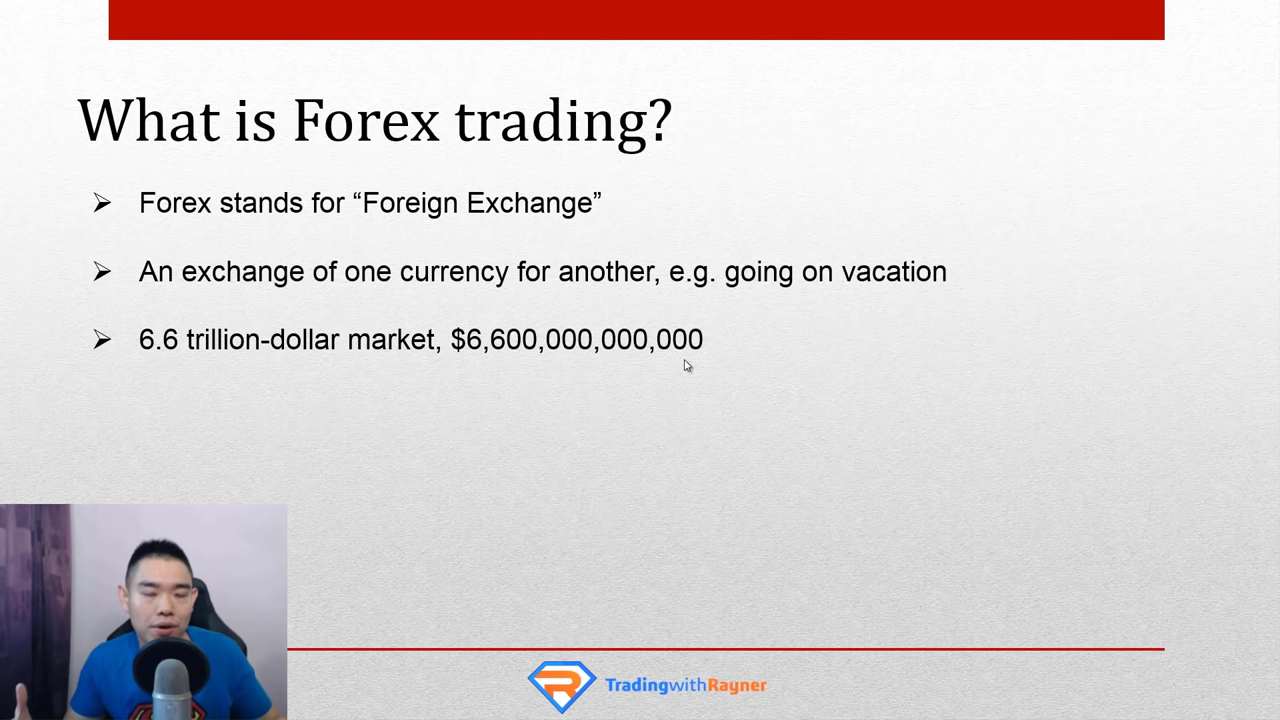 What is Forex trading?
Forex stands for “Foreign Exchange”
An exchange of one currency for another, e.g. going on vacation
6.6 trillion-dollar market, $6,600,000,000,000
TradingwithRayner